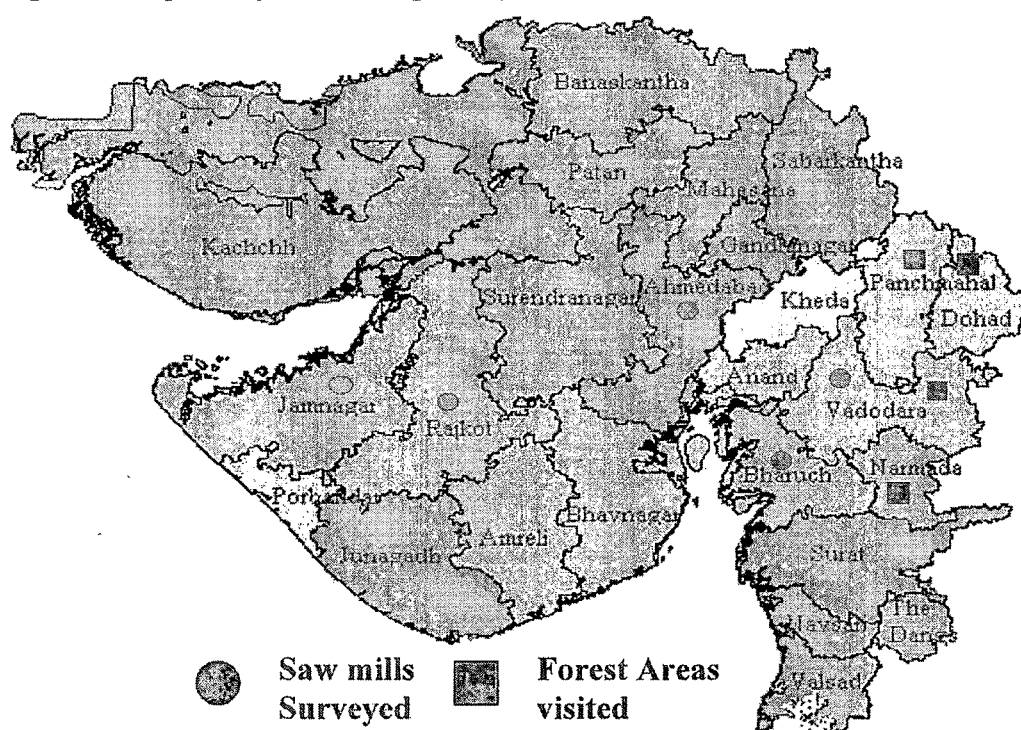 Banaskantha
Patan
Mahasana
Sabarkantha
Kachchh
Gandhinagar
Surendranagar
Ahmedabad
Kheda
Panchmahal
Dohad
Jamnagar
Rajkot
Anand
Vadodara
Porbandar
Bharuch
Narmada
Junagadh
Amreli
Bhavnagar
Surat
Navsari
The
Dangs
Valsad
Saw mills
Surveyed
Forest Areas
visited